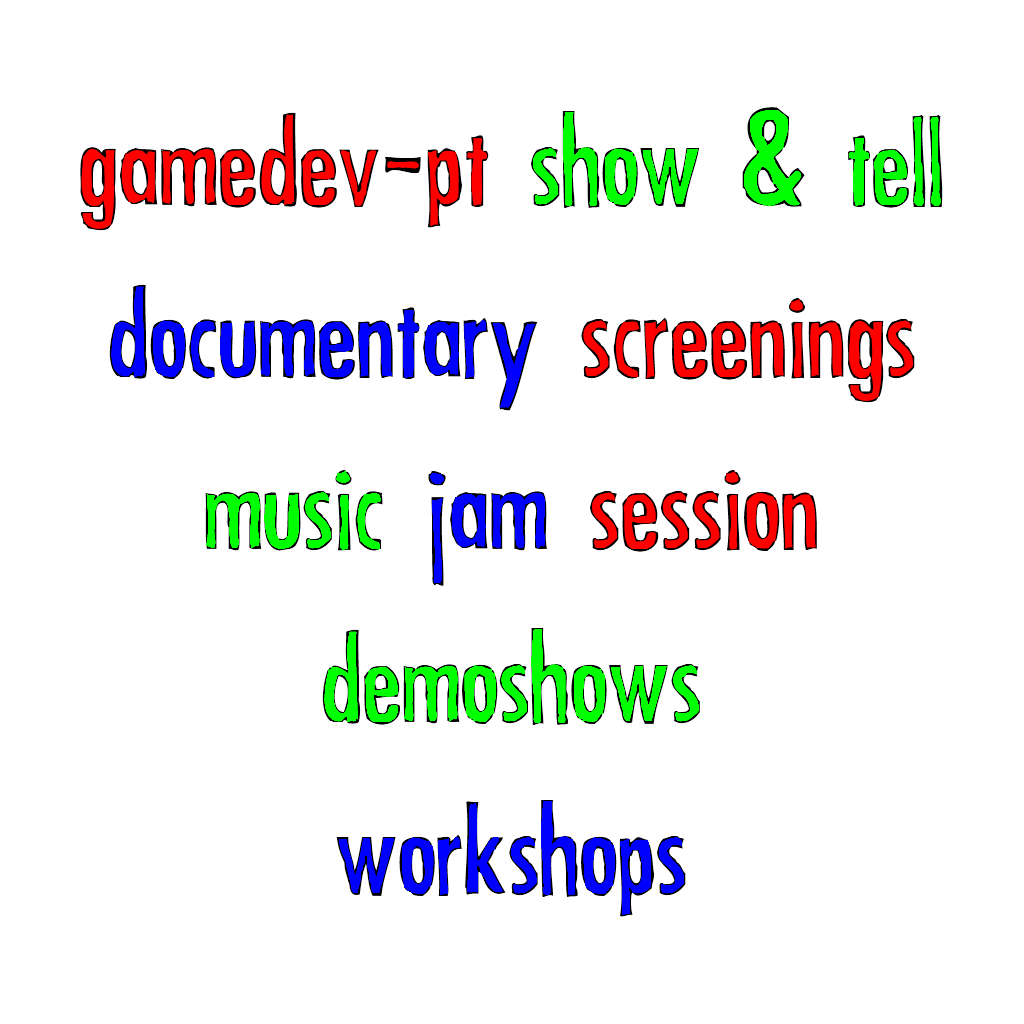 gamedev-pt show & tell
documentary screenings
music jam session
demoshows
workshops